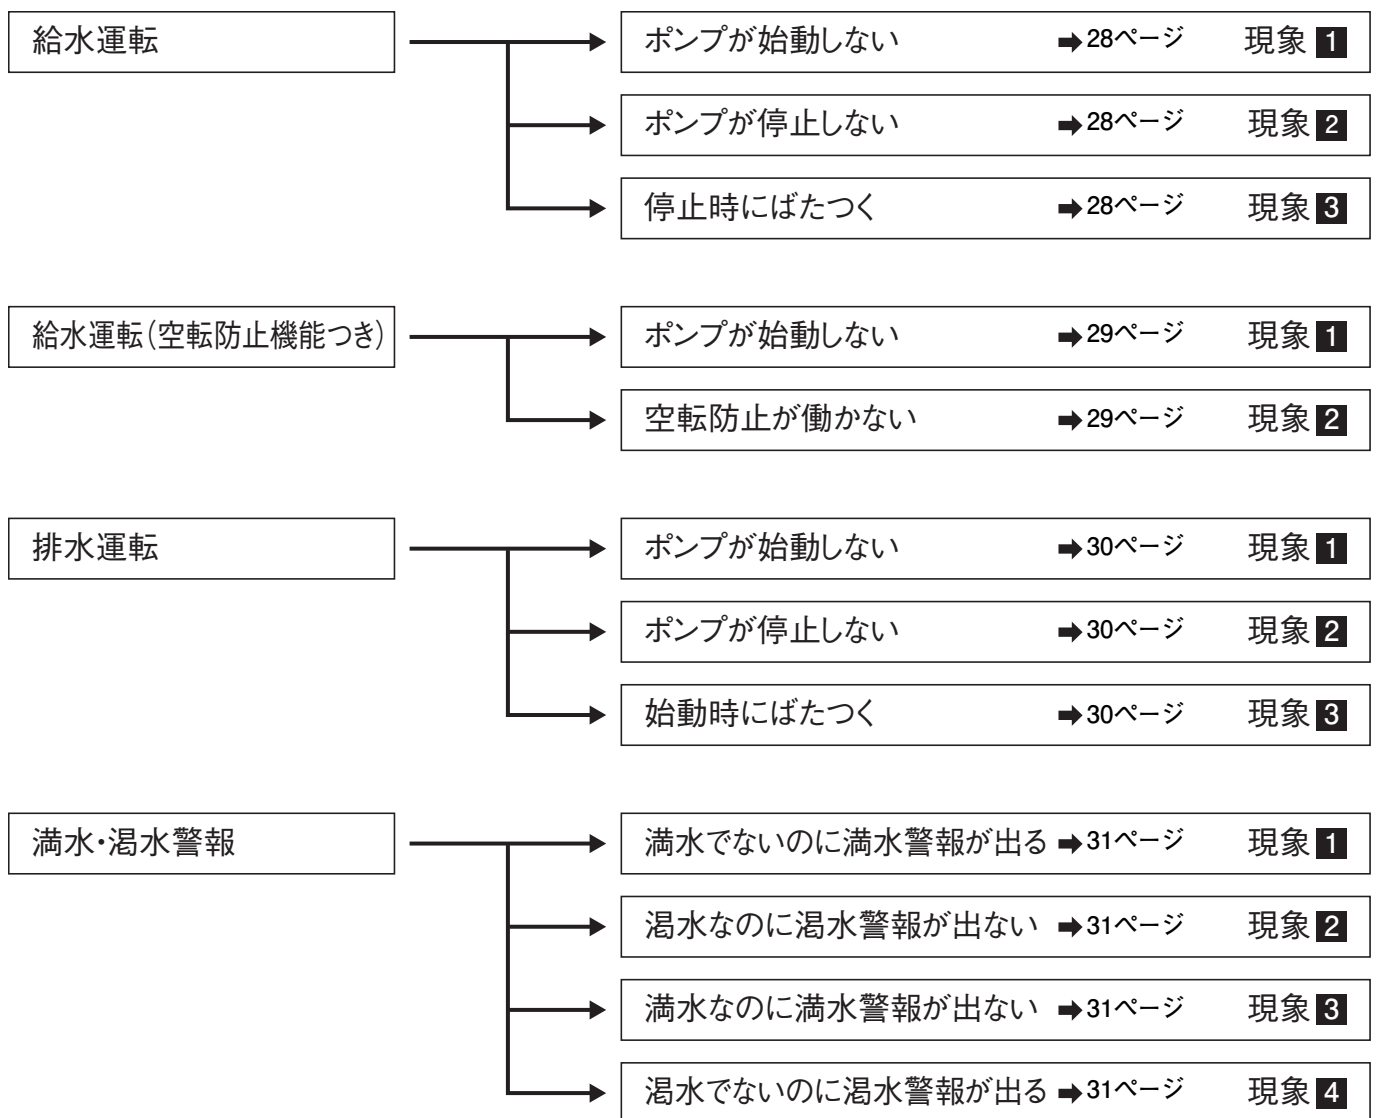 給水運転
ポンプが始動しない ➡28ページ 現象 1
ポンプが停止しない ➡28ページ 現象 2
停止時にばたつく ➡28ページ 現象 3
給水運転(空転防止機能つき)
ポンプが始動しない ➡29ページ 現象 1
空転防止が働かない ➡29ページ 現象 2
排水運転
ポンプが始動しない ➡30ページ 現象 1
ポンプが停止しない ➡30ページ 現象 2
始動時にばたつく ➡30ページ 現象 3
満水・渇水警報
満水でないのに満水警報が出る ➡31ページ 現象 1
渇水なのに渇水警報が出ない ➡31ページ 現象 2
満水なのに満水警報が出ない ➡31ページ 現象 3
渇水でないのに渇水警報が出る ➡31ページ 現象 4